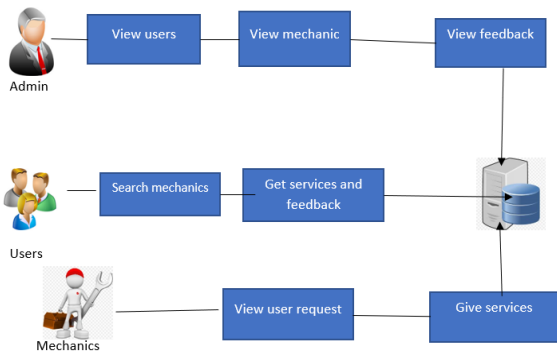 View users
View mechanic
View feedback
Admin
Search mechanics
Get services and
feedback
Users
View user request
Give services
Mechanics